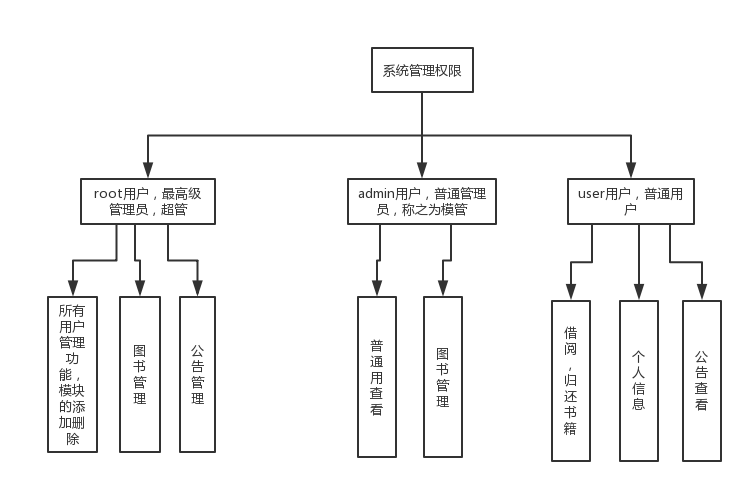 系统管理权限
root用户，最高级
管理员，超管
admin用户，普通管理
员，称之为模管
user用户，普通用
户
所有
用户
管理
功
能，
模块
的添
加删
除
图
书
管
理
公
告
管
理
普
通
用
查
看
图
书
管
理
借
阅
，
归
还
书
籍
个
人
信
息
公
告
查
看